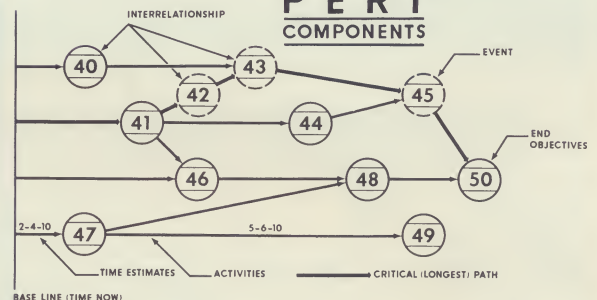 PERT
COMPONENTS
INTERRELATIONSHIP
EVENT
40
43
42
45
41
44
END
OBJECTIVES
46
48
50
2-4-10
47
5-6-10
49
TIME ESTIMATES
ACTIVITIES
CRITICAL (LONGEST) PATH
BASE LINE (TIME NOW)